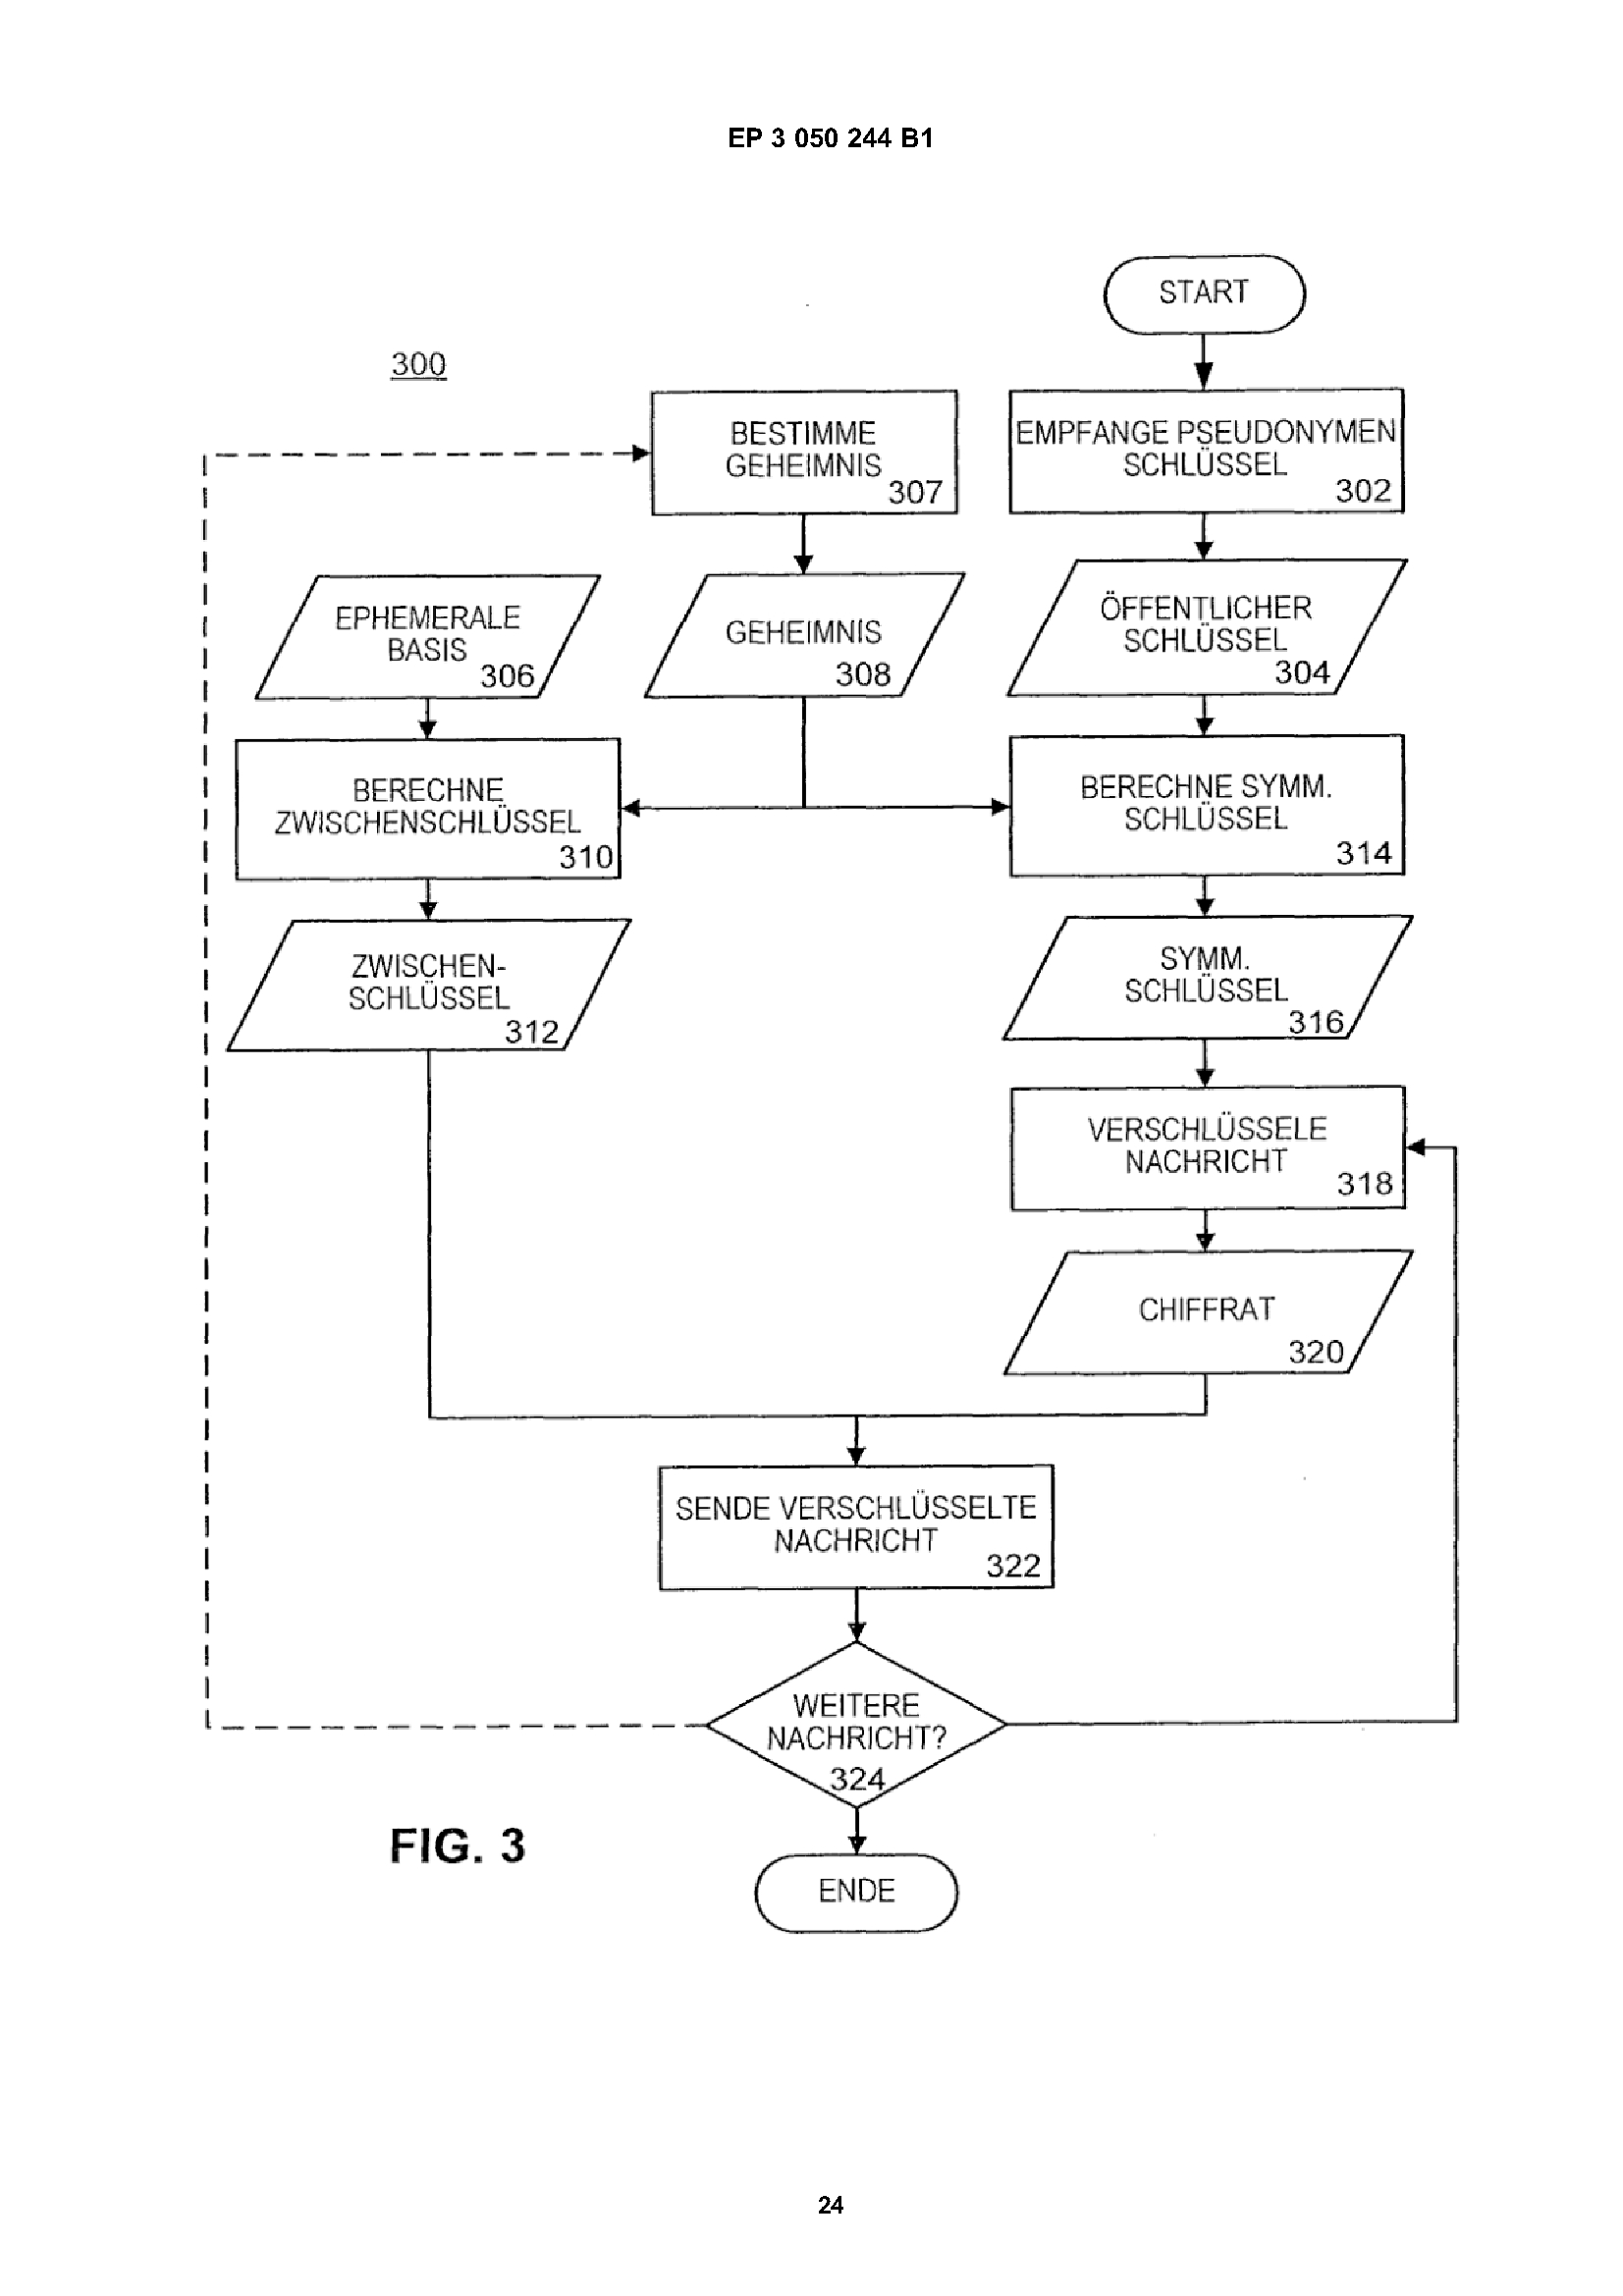 EP 3 050 244 B1
START
300
BESTIMME
GEHEIMNIS
307
EMPFANGE PSEUDONYMEN
SCHLÜSSEL
302
EPHEMERALE
BASIS
306
GEHEIMNIS
308
ÖFFENTLICHER
SCHLÜSSEL
304
BERECHNE
ZWISCHENSCHLÜSSEL
310
BERECHNE SYMM.
SCHLÜSSEL
314
ZWISCHEN-
SCHLÜSSEL
312
SYMM.
SCHLÜSSEL
316
VERSCHLÜSSELE
NACHRICHT
318
CHIFFRAT
320
SENDE VERSCHLÜSSELTE
NACHRICHT
322
WEITERE
NACHRICHT?
324
FIG. 3
ENDE
24